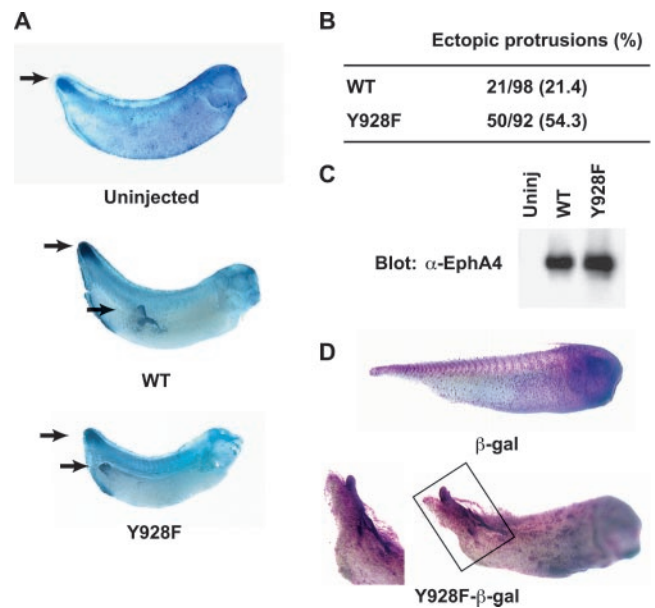 A
Uninjected
WT
Y928F
B
Ectopic protrusions (%)
WT 21/98 (21.4)
Y928F 50/92 (54.3)
C
Uninj WT Y928F
Blot: α-EphA4
D
β-gal
Y928F-β-gal